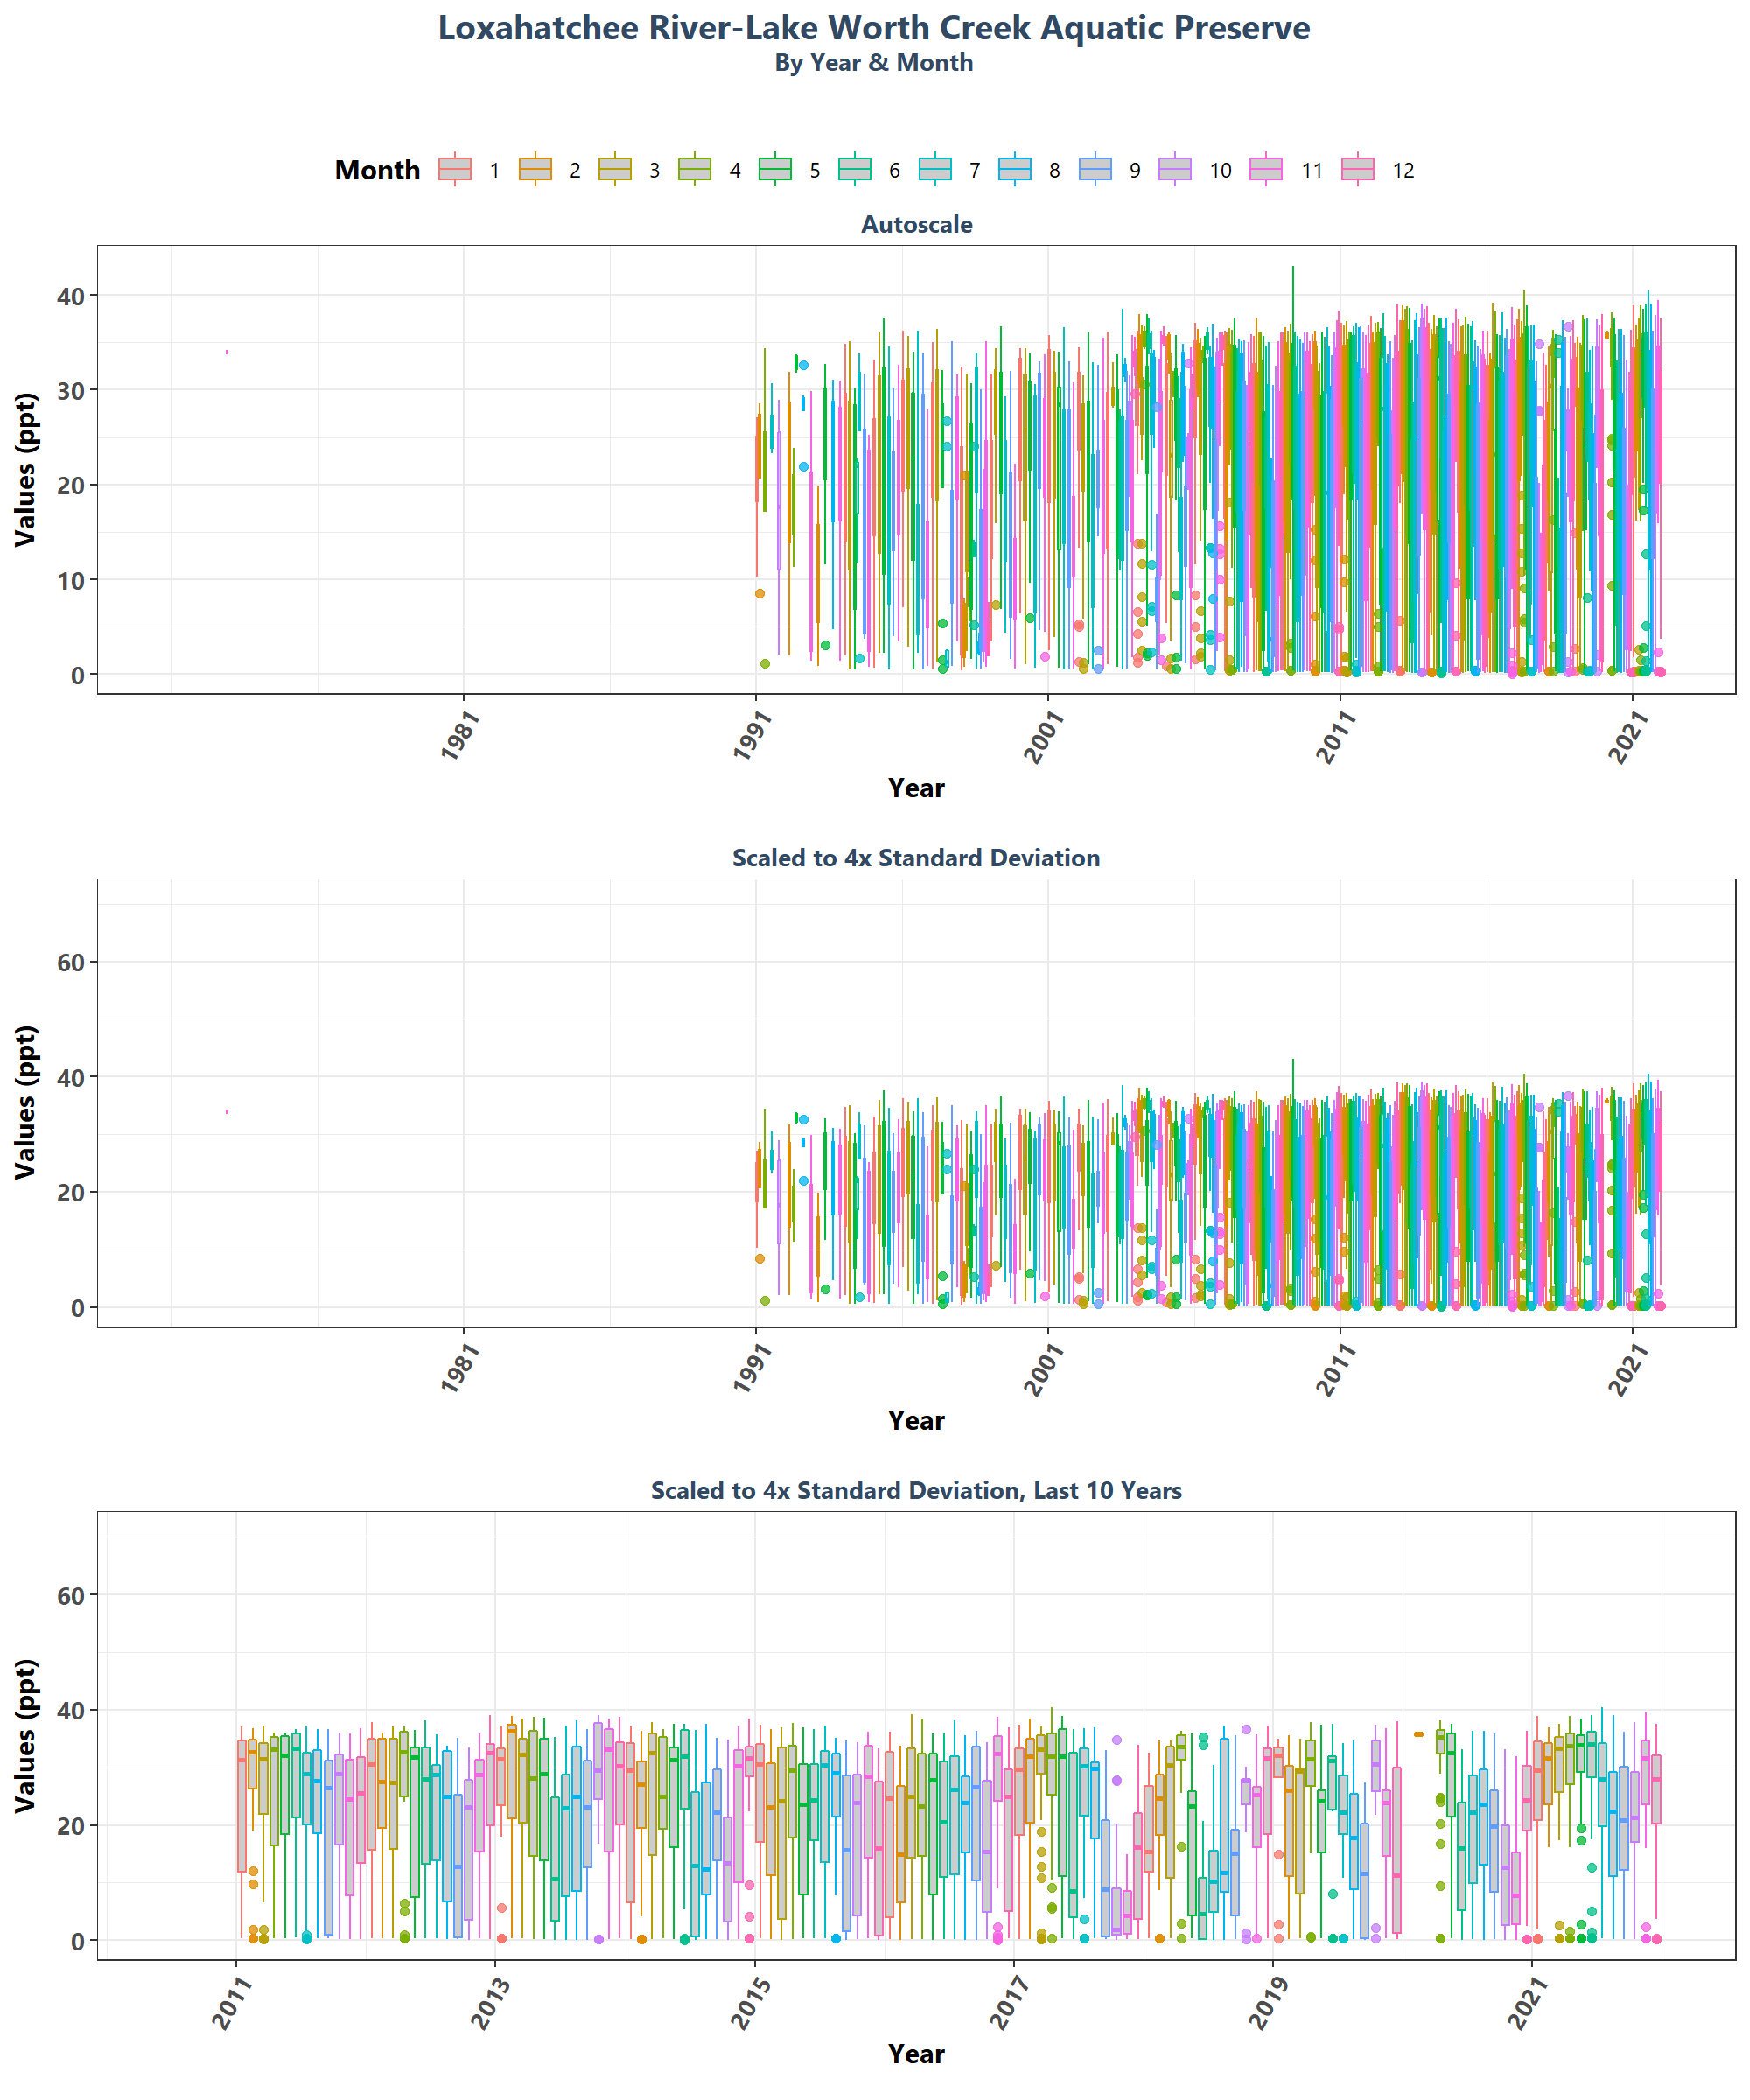 Loxahatchee River-Lake Worth Creek Aquatic Preserve
By Year & Month
Month 1 2 3 4 5 6 7 8 9 10 11 12
Autoscale
Values (ppt)
40
30
20
10
0
1981 1991 2001 2011 2021
Year
Scaled to 4x Standard Deviation
Values (ppt)
60
40
20
0
1981 1991 2001 2011 2021
Year
Scaled to 4x Standard Deviation, Last 10 Years
Values (ppt)
60
40
20
0
2011 2013 2015 2017 2019 2021
Year